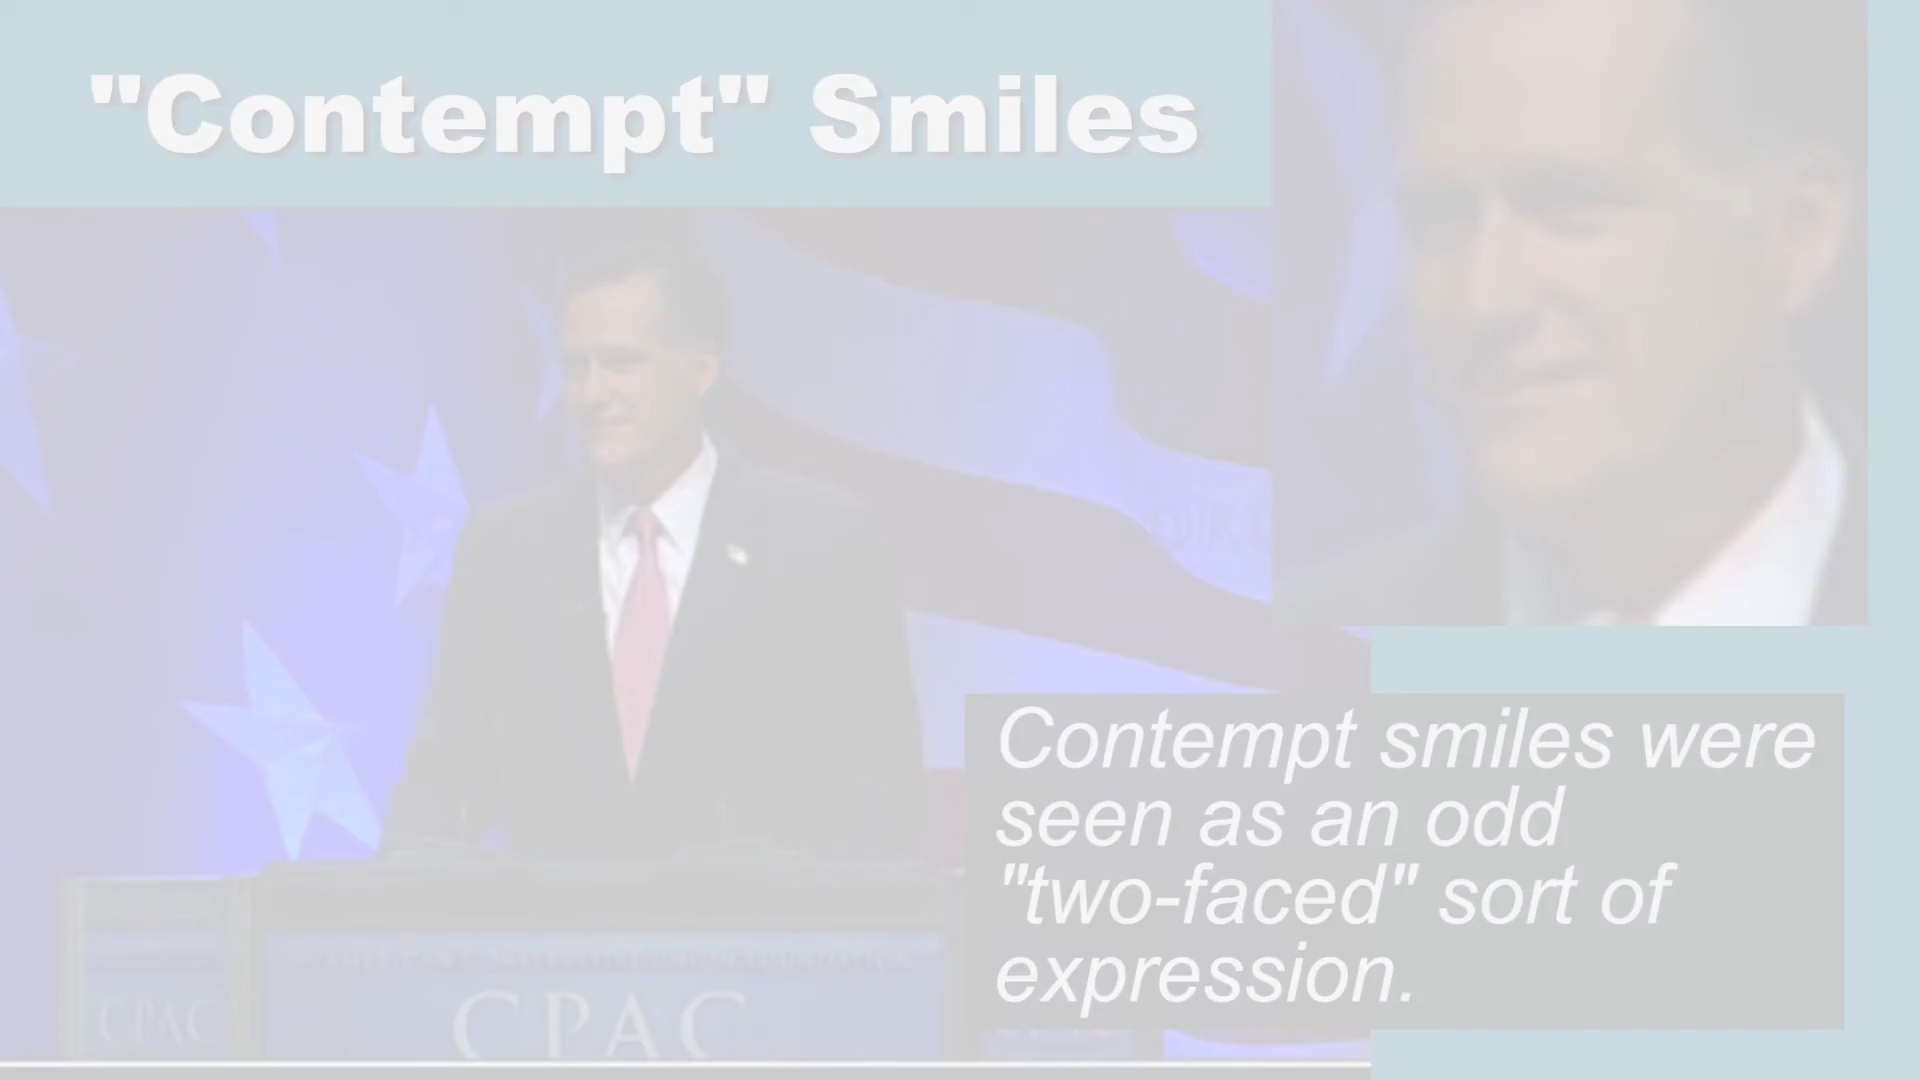 "Contempt" Smiles
Contempt smiles were
seen as an odd
"two-faced" sort of
expression.
CPAC
CPAC